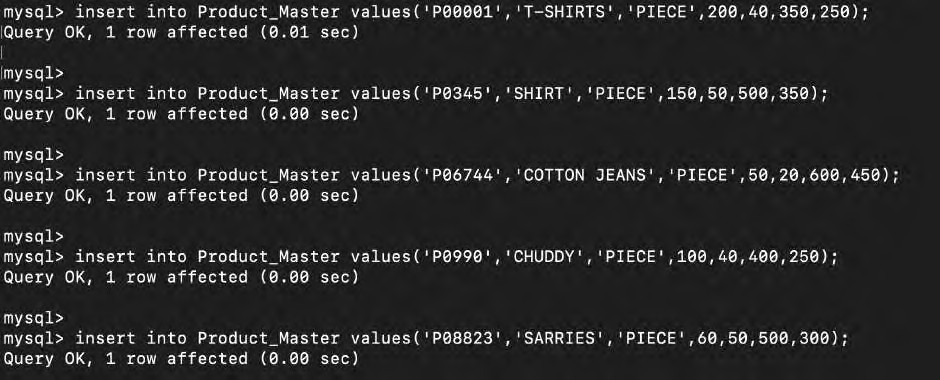 mysql> insert into Product_Master values('P00001','T-SHIRTS','PIECE',200,40,350,250);
Query OK, 1 row affected (0.01 sec)
mysql>
mysql> insert into Product_Master values('P0345','SHIRT','PIECE',150,50,500,350);
Query OK, 1 row affected (0.00 sec)
mysql>
mysql> insert into Product_Master values('P06744','COTTON JEANS','PIECE',50,20,600,450);
Query OK, 1 row affected (0.00 sec)
mysql>
mysql> insert into Product_Master values('P0990','CHUDDY','PIECE',100,40,400,250);
Query OK, 1 row affected (0.00 sec)
mysql>
mysql> insert into Product_Master values('P08823','SARRIES','PIECE',60,50,500,300);
Query OK, 1 row affected (0.00 sec)